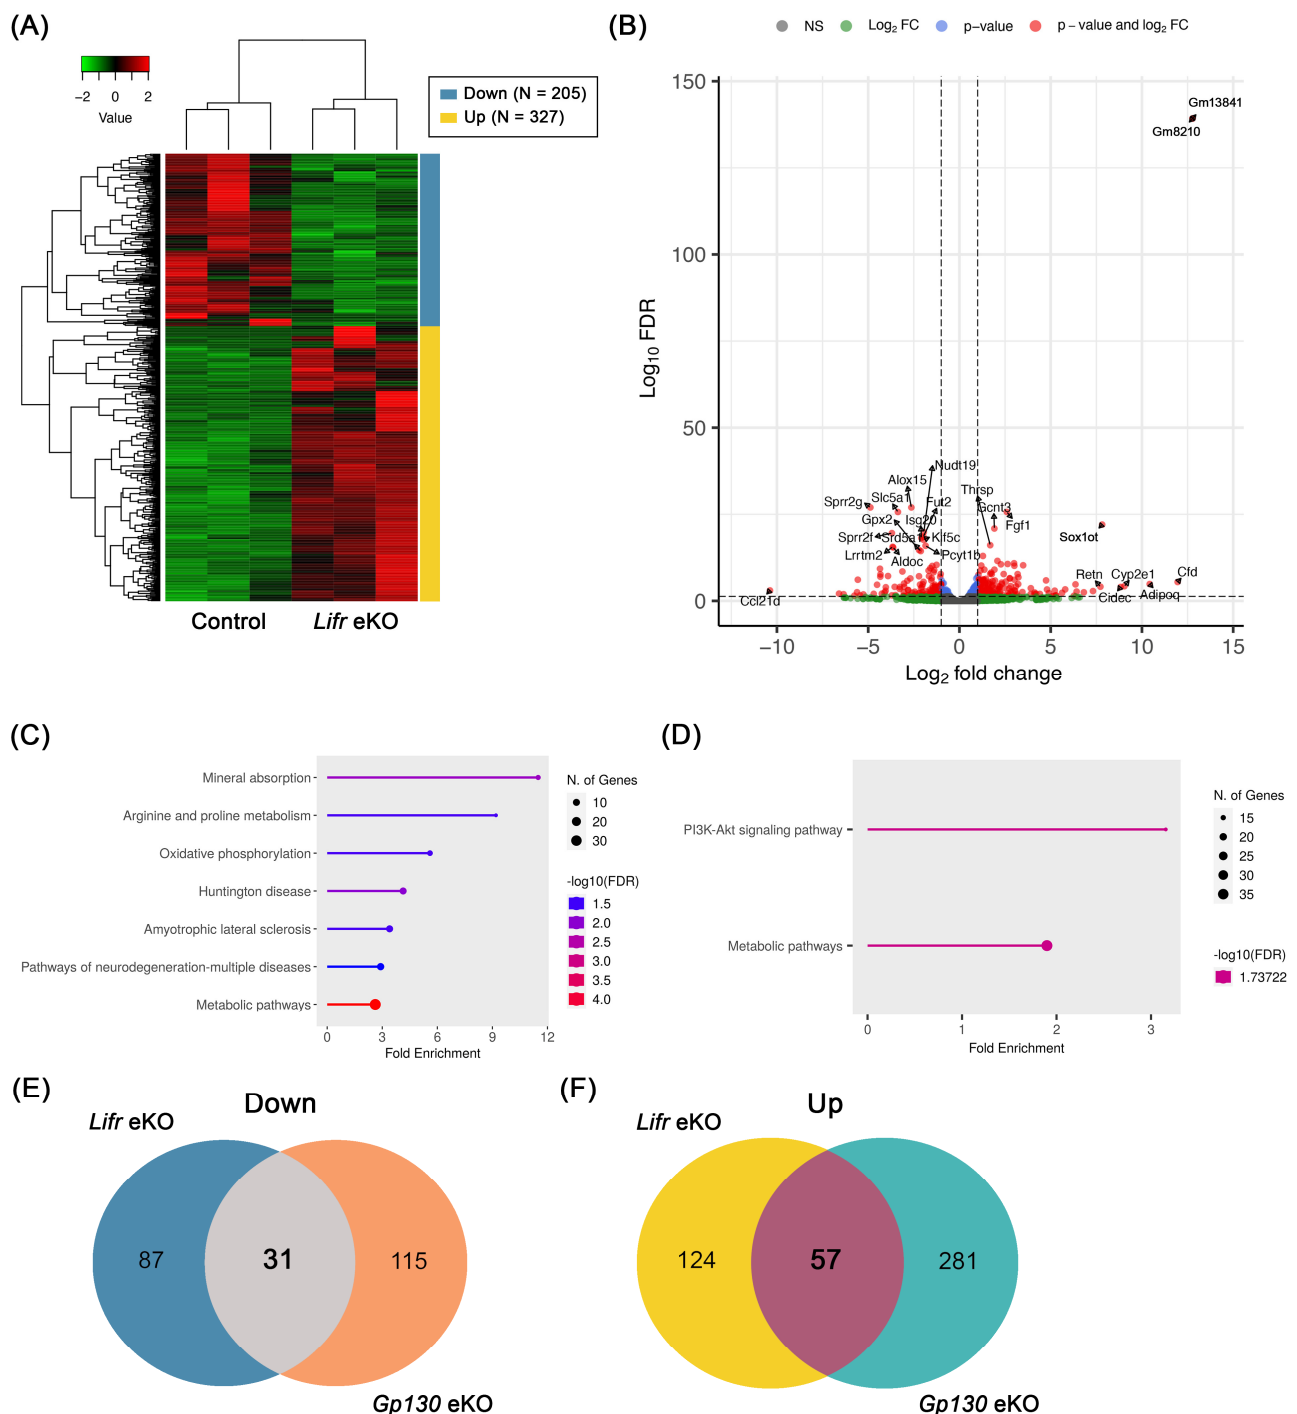 (A)
−2 0 2
Value
Down (N = 205)
Up (N = 327)
Control Lifr eKO
(B)
NS Log2 FC p-value p − value and log2 FC
Log10 FDR
150
100
50
0
Gm13841
Gm8210
Nudt19
Alox15
Thrsp
Sprr2g
Slc5a1
Fut2
Gcnt3
Gpx2
Isg20
Fgf1
Sprr2f
Srd5a1
Klf5c
Sox1ot
Lrrtm2
Aldoc
Pcyt1b
Retn
Cyp2e1
Cfd
Ccl21d
Cidec
Adipoq
−10 −5 0 5 10 15
Log2 fold change
(C)
Mineral absorption
Arginine and proline metabolism
Oxidative phosphorylation
Huntington disease
Amyotrophic lateral sclerosis
Pathways of neurodegeneration-multiple diseases
Metabolic pathways
0 3 6 9 12
Fold Enrichment
N. of Genes
10
20
30
-log10(FDR)
1.5
2.0
2.5
3.0
3.5
4.0
(D)
PI3K-Akt signaling pathway
Metabolic pathways
0 1 2 3
Fold Enrichment
N. of Genes
15
20
25
30
35
-log10(FDR)
1.73722
(E)
Down
Lifr eKO
87 31 115
Gp130 eKO
(F)
Up
Lifr eKO
124 57 281
Gp130 eKO